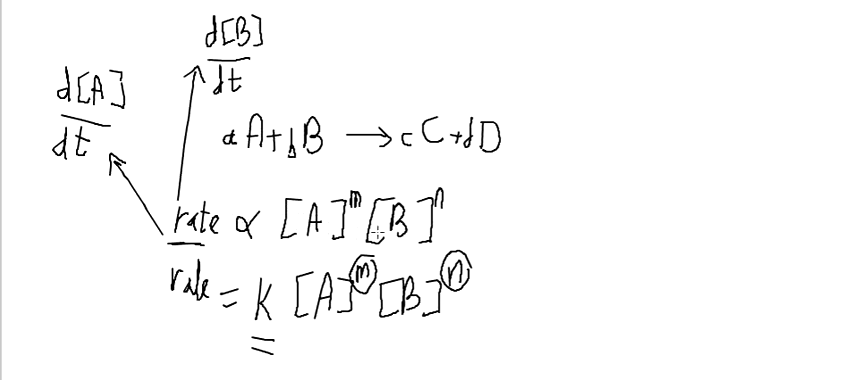 d[B]
dt
d[A]
dt
aA+bB → cC+dD
rate ∝ [A]^m [B]^n
rate = K [A]^m [B]^n